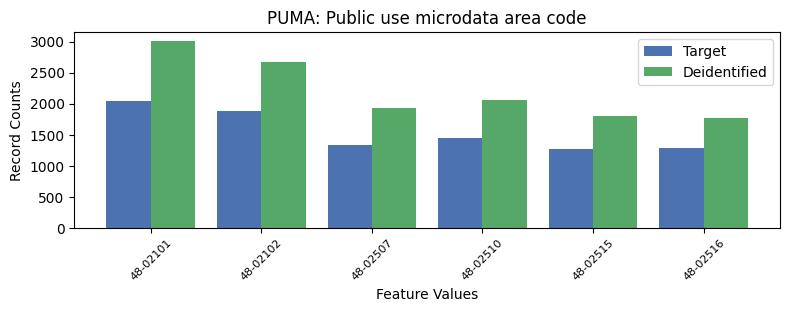 PUMA: Public use microdata area code
Target
Deidentified
Record Counts
3000
2500
2000
1500
1000
500
0
48-02101
48-02102
48-02507
48-02510
48-02515
48-02516
Feature Values